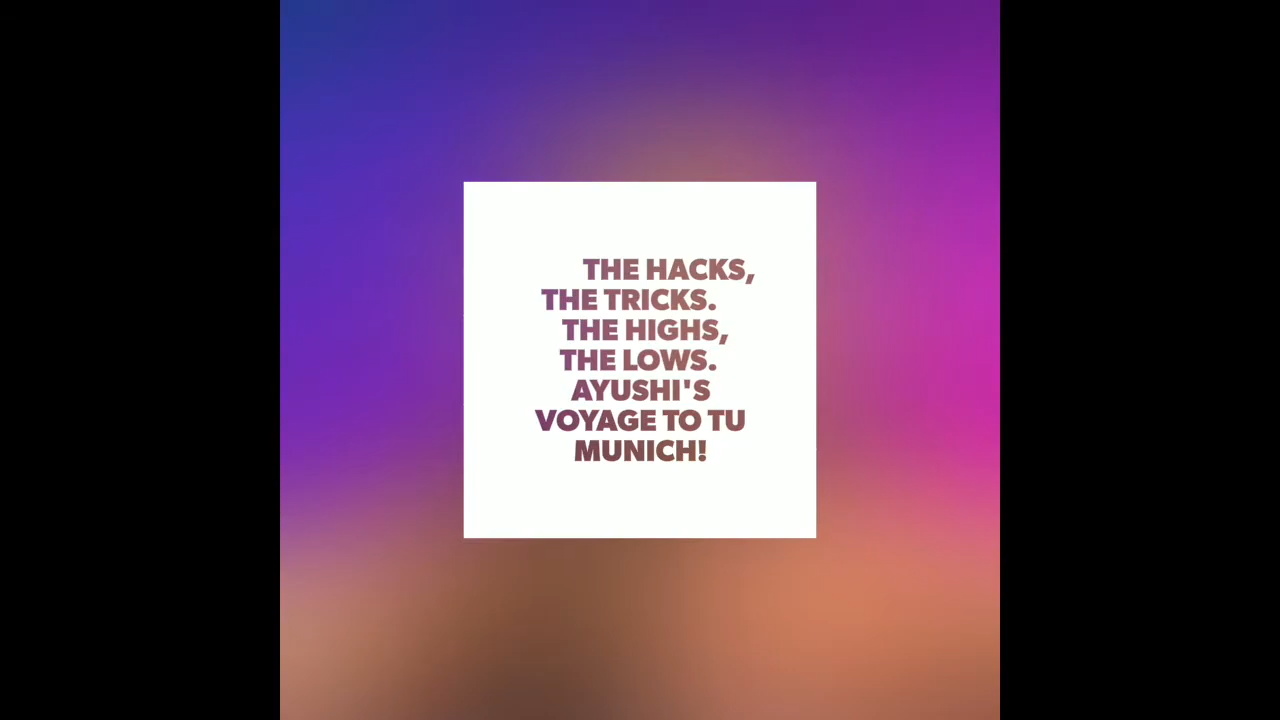 THE HACKS,
THE TRICKS.
THE HIGHS,
THE LOWS.
AYUSHI'S
VOYAGE TO TU
MUNICH!